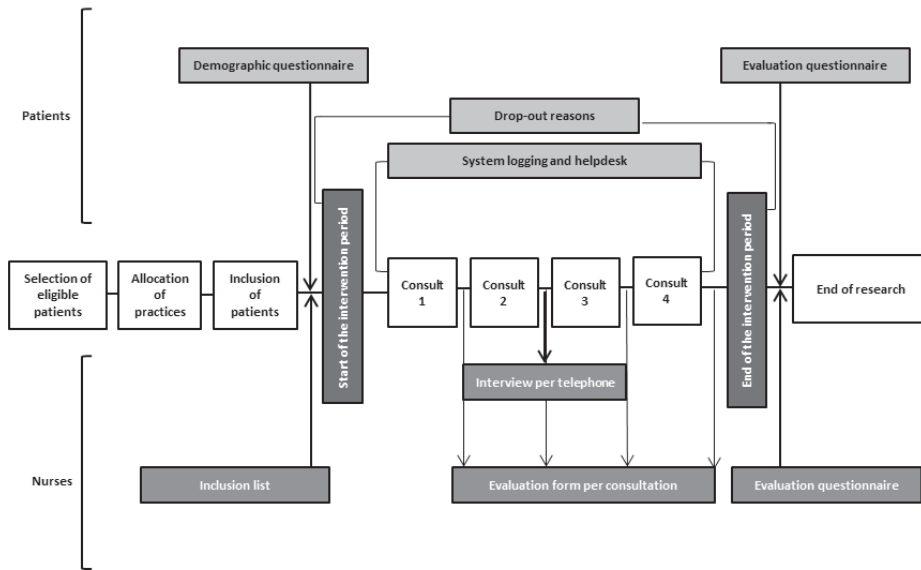 Demographic questionnaire
Evaluation questionnaire
Patients
Drop-out reasons
System logging and helpdesk
Start of the intervention period
End of the intervention period
Selection of
eligible
patients
Allocation
of
practices
Inclusion
of
patients
Consult
1
Consult
2
Consult
3
Consult
4
End of research
Interview per telephone
Nurses
Inclusion list
Evaluation form per consultation
Evaluation questionnaire